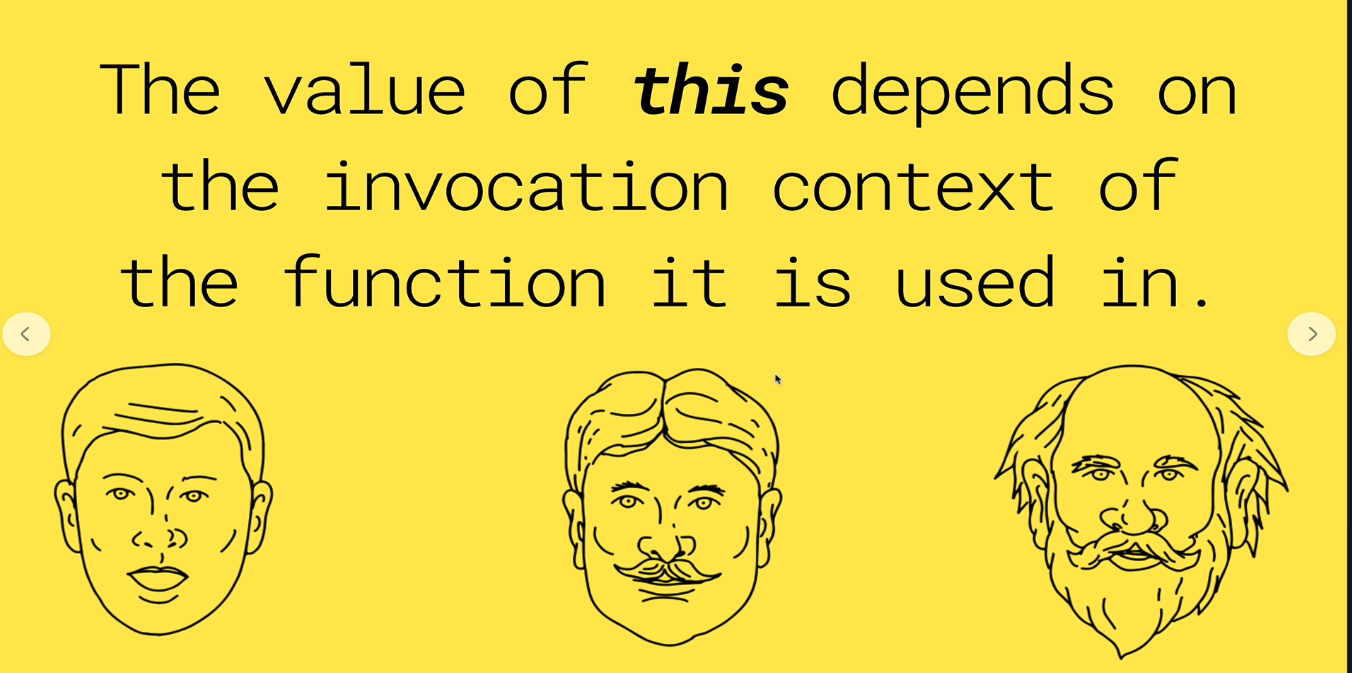 The value of this depends on
the invocation context of
the function it is used in.